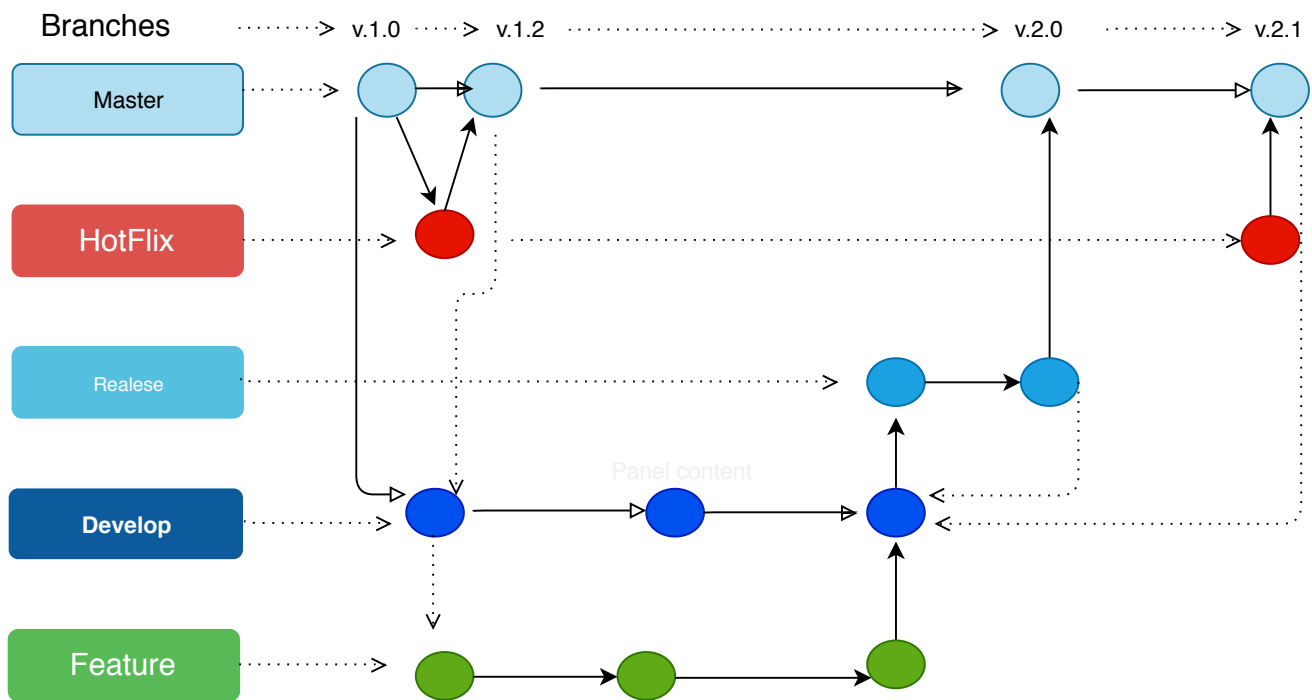 Branches
v.1.0
v.1.2
v.2.0
v.2.1
Master
HotFlix
Realese
Panel content
Develop
Feature